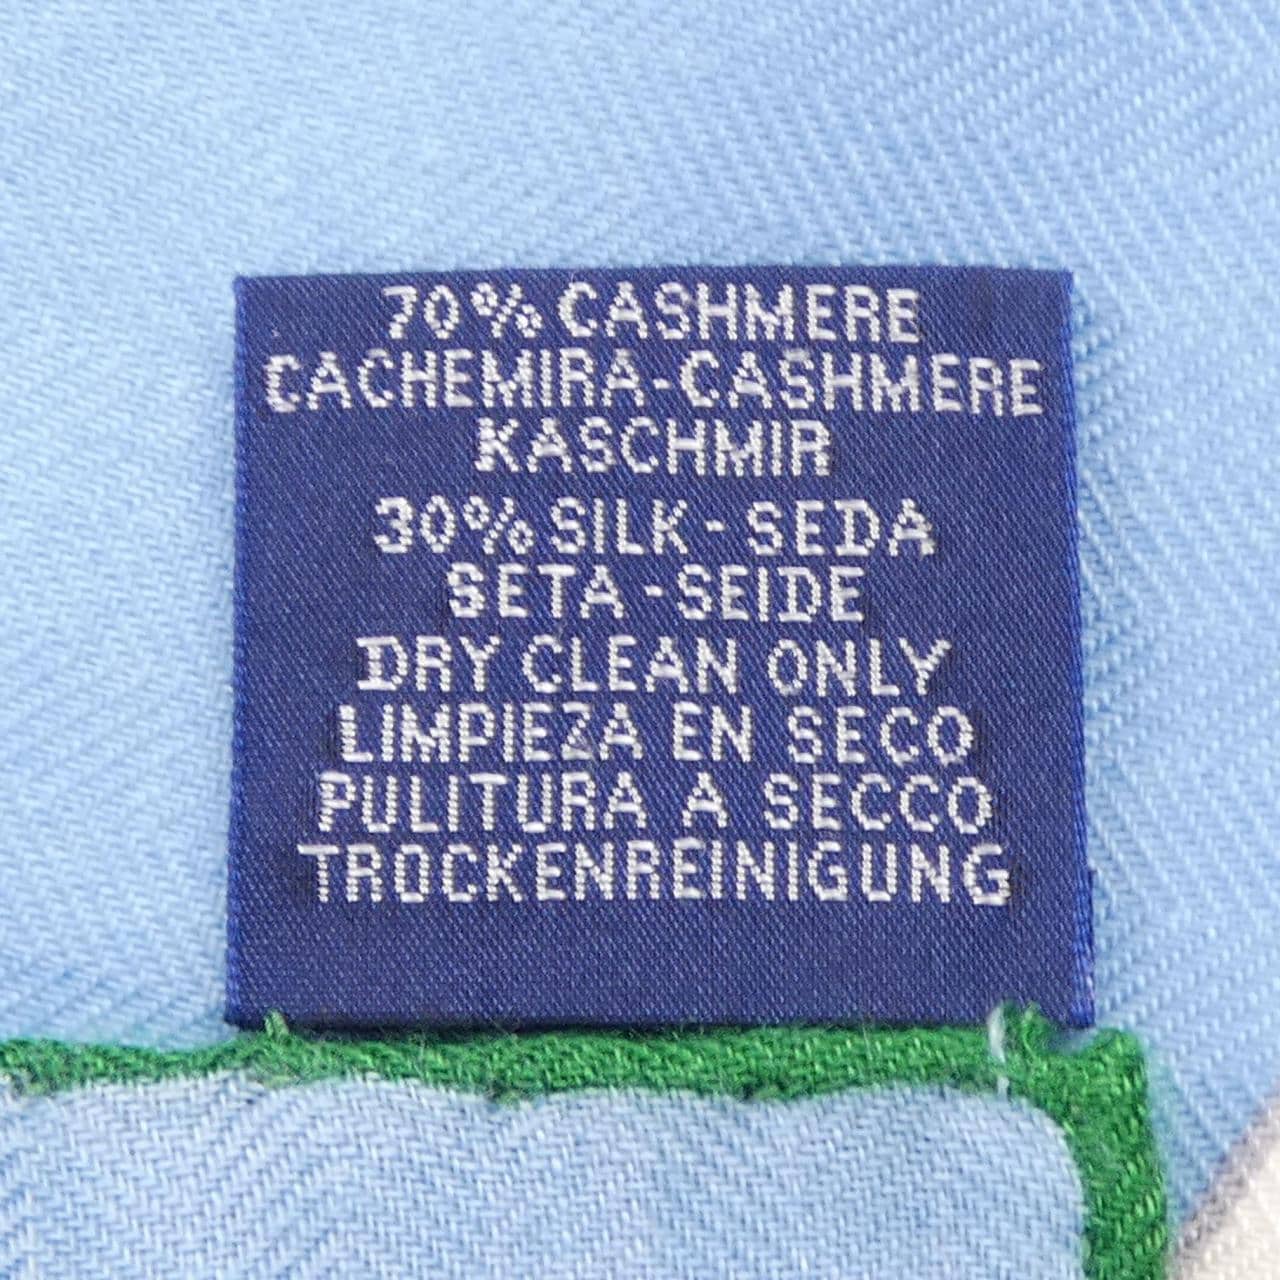 70% CASHMERE
CACHEMIRA-CASHMERE
KASCHMIR
30% SILK - SEDA
SETA - SEIDE
DRY CLEAN ONLY
LIMPIEZA EN SECO
PULITURA A SECCO
TROCKENREINIGUNG